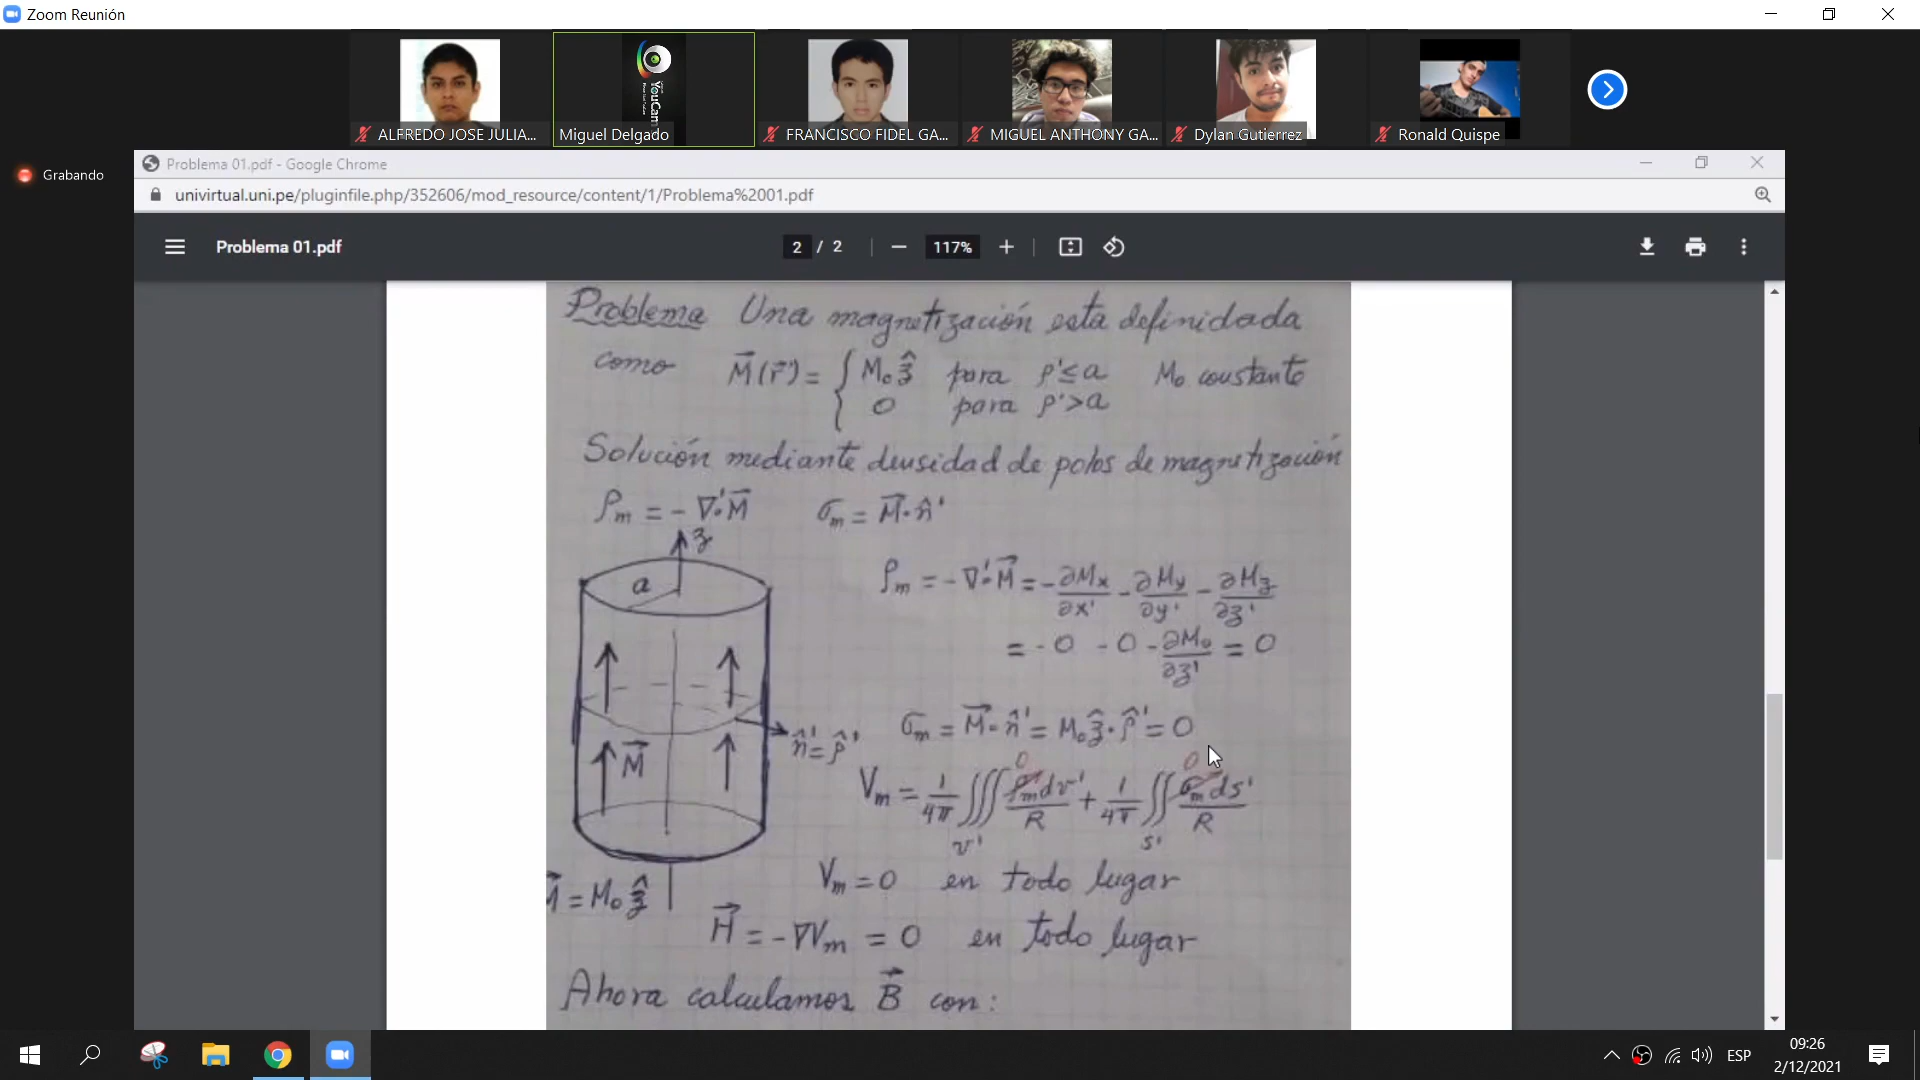 Zoom Reunión
YouCam
ALFREDO JOSE JULIA...
Miguel Delgado
FRANCISCO FIDEL GA...
MIGUEL ANTHONY GA...
Dylan Gutierrez
Ronald Quispe
Grabando
Problema 01.pdf - Google Chrome
univirtual.uni.pe/pluginfile.php/352606/mod_resource/content/1/Problema%2001.pdf
Problema 01.pdf
2 / 2
117%
Problema Una magnetización esta definidada
como M⃗(r⃗') = { M₀ẑ para ρ'≤a M₀ constante
0 para ρ'>a
Solución mediante densidad de polos de magnetización
ρₘ = - ∇'·M⃗ σₘ = M⃗·n̂'
z
a
ρₘ = - ∇'·M⃗ = - ∂Mx/∂x' - ∂My/∂y' - ∂Mz/∂z'
= - 0 - 0 - ∂M₀/∂z' = 0
σₘ = M⃗·n̂' = M₀ẑ·ρ̂' = 0
n̂' = ρ̂'
M⃗
Vₘ = 1/4π ∭v' ρₘdv'/R + 1/4π ∬s' σₘds'/R
0 0
Vₘ = 0 en todo lugar
M⃗ = M₀ẑ
H⃗ = -∇Vₘ = 0 en todo lugar
Ahora calculamos B⃗ con:
ESP
09:26
2/12/2021